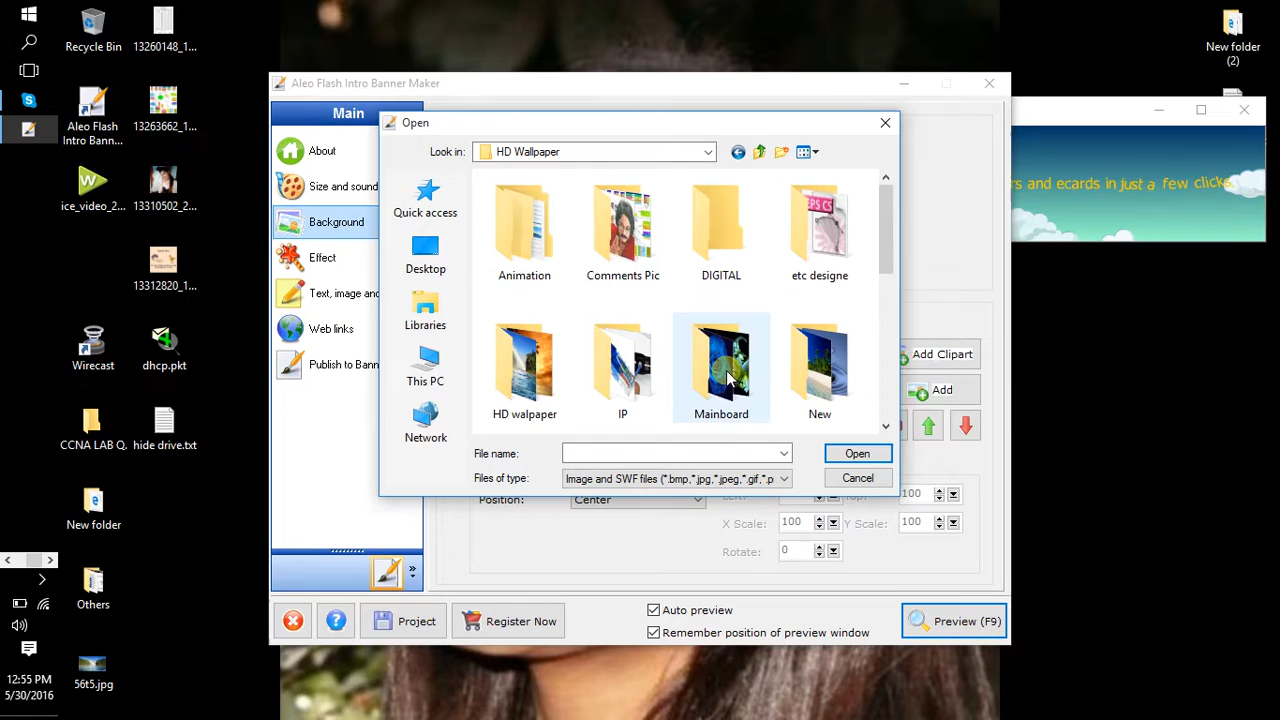 Recycle Bin
13260148_1...
Aleo Flash
Intro Bann...
13263662_1...
ice_video_2...
13310502_2...
13312820_1...
Wirecast
dhcp.pkt
CCNA LAB Q.
hide drive.txt
New folder
Others
56t5.jpg
12:55 PM
5/30/2016
New folder
(2)
Aleo Flash Intro Banner Maker
Main
About
Size and sound
Background
Effect
Text, image and
Web links
Publish to Bann
Open
Look in:
HD Wallpaper
Quick access
Desktop
Libraries
This PC
Network
Animation
Comments Pic
DIGITAL
EPS CS
etc designe
HD walpaper
IP
Mainboard
New
File name:
Open
Files of type:
Image and SWF files (*.bmp,*.jpg,*.jpeg,*.gif,*.p
Cancel
rs and ecards in just a few clicks.
Add Clipart
Add
Position:
Center
100
X Scale:
100
Y Scale:
100
Rotate:
0
Project
Register Now
Auto preview
Remember position of preview window
Preview (F9)